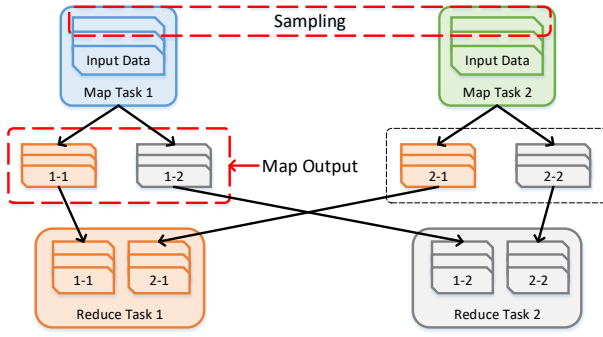 Sampling
Input Data
Input Data
Map Task 1
Map Task 2
1-1
1-2
Map Output
2-1
2-2
1-1
2-1
1-2
2-2
Reduce Task 1
Reduce Task 2